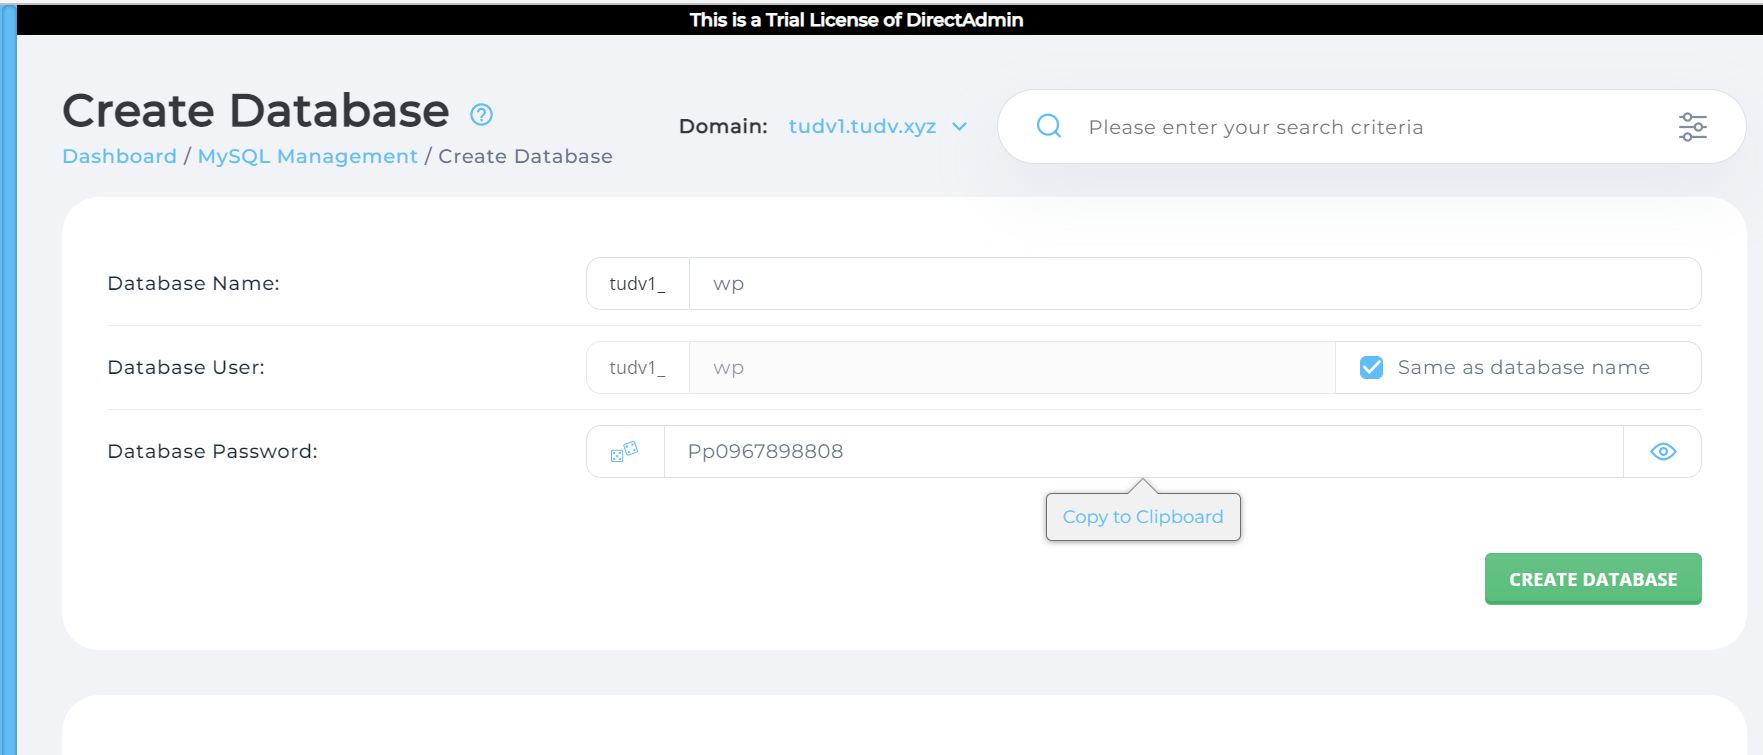 This is a Trial License of DirectAdmin
Create Database
Domain: tudv1.tudv.xyz
Please enter your search criteria
Dashboard / MySQL Management / Create Database
Database Name: tudv1_ wp
Database User: tudv1_ wp Same as database name
Database Password: Pp0967898808
Copy to Clipboard
CREATE DATABASE